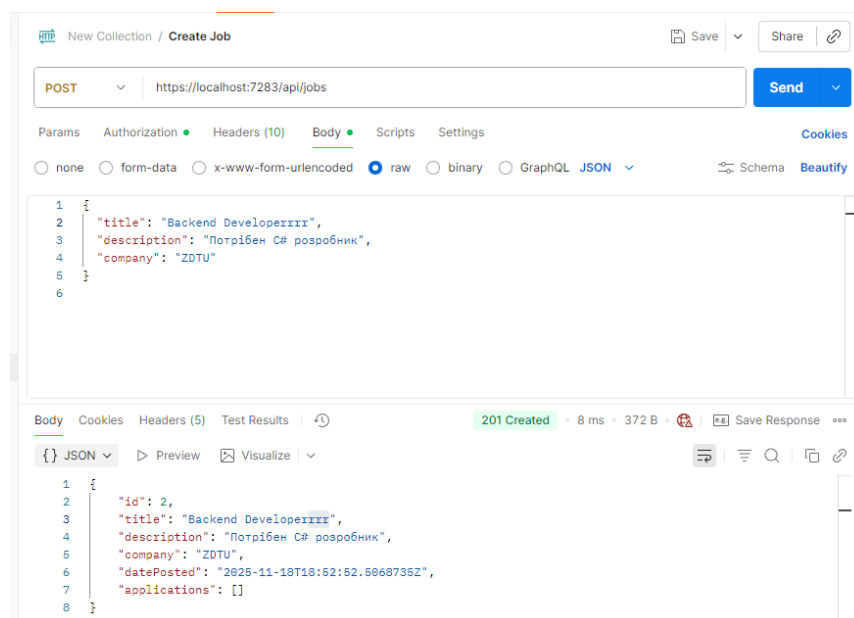 HTTP New Collection / Create Job Save Share
POST https://localhost:7283/api/jobs Send
Params Authorization Headers (10) Body Scripts Settings Cookies
none form-data x-www-form-urlencoded raw binary GraphQL JSON Schema Beautify
1 {
2 "title": "Backend Developerrrr",
3 "description": "Потрібен C# розробник",
4 "company": "ZDTU"
5 }
6
Body Cookies Headers (5) Test Results 201 Created • 8 ms • 372 B • e.g. Save Response
{} JSON Preview Visualize
1 {
2 "id": 2,
3 "title": "Backend Developerrrr",
4 "description": "Потрібен C# розробник",
5 "company": "ZDTU",
6 "datePosted": "2025-11-18T18:52:52.5068735Z",
7 "applications": []
8 }